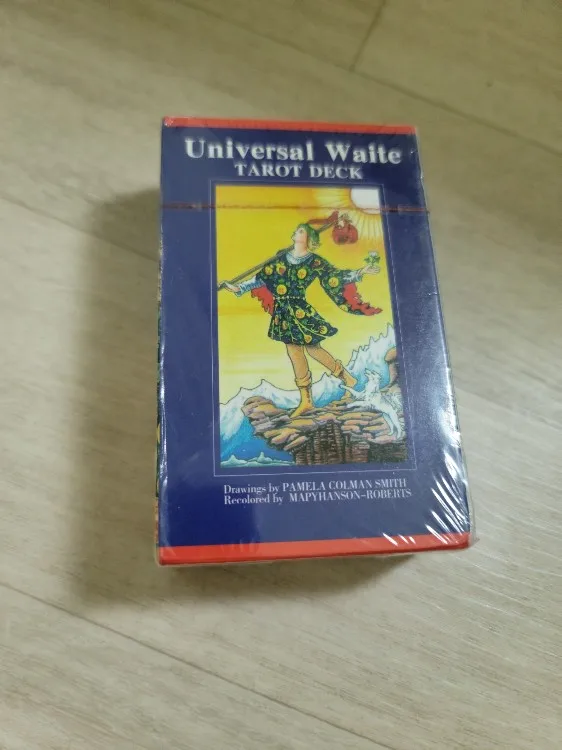 Universal Waite
TAROT DECK
Drawings by PAMELA COLMAN SMITH
Recolored by MAPYHANSON-ROBERTS